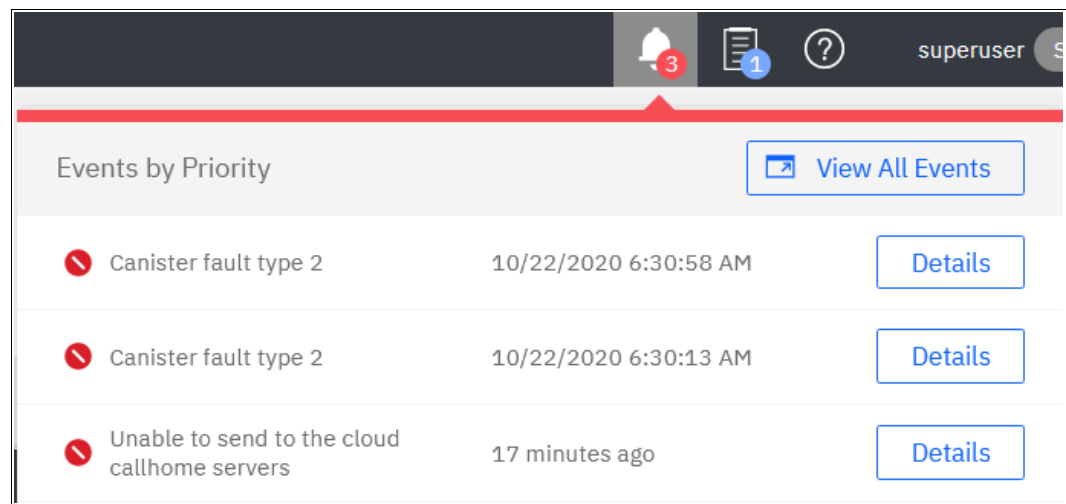 3
1
?
superuser
S
Events by Priority
View All Events
Canister fault type 2
10/22/2020 6:30:58 AM
Details
Canister fault type 2
10/22/2020 6:30:13 AM
Details
Unable to send to the cloud
callhome servers
17 minutes ago
Details